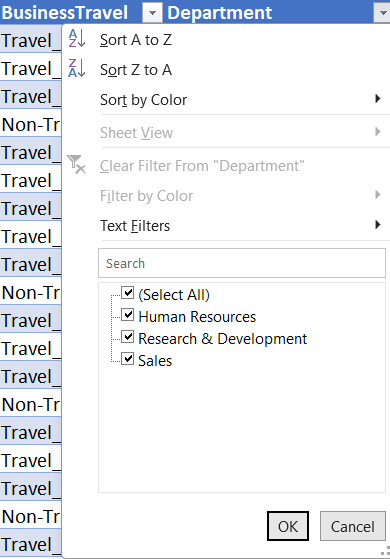 BusinessTravel Department
Travel_
Sort A to Z
Travel_
Sort Z to A
Travel_
Sort by Color
Non-Tr
Sheet View
Travel_
Clear Filter From "Department"
Travel_
Filter by Color
Travel_
Text Filters
Travel_
Travel_
Search
Non-Tr
(Select All)
Travel_
Human Resources
Travel_
Research & Development
Travel_
Sales
Non-Tr
Travel_
Travel_
Travel_
Non-Tr
OK Cancel
Travel_